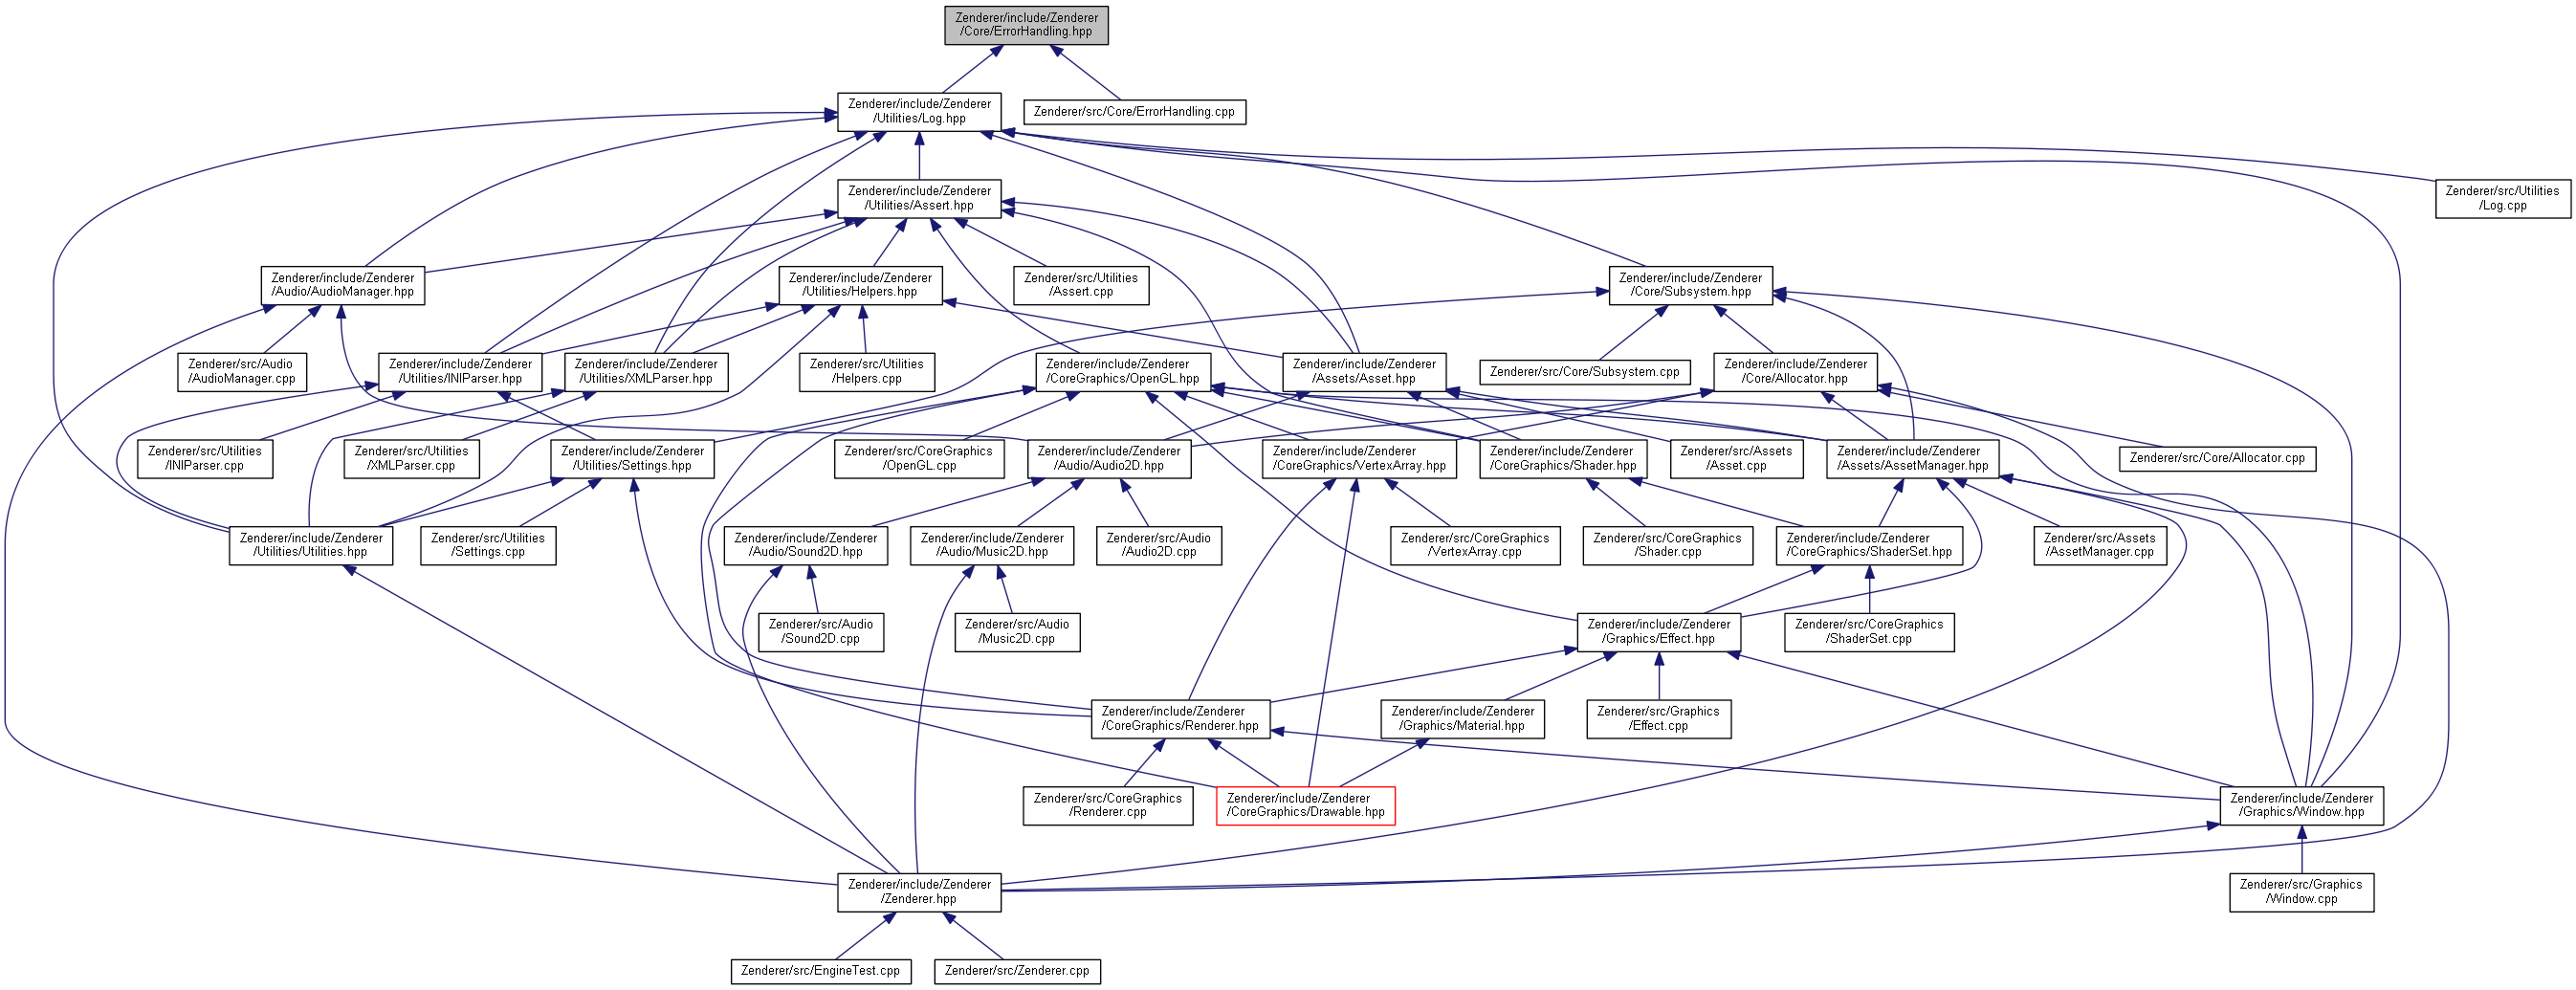 Zenderer/include/Zenderer
/Core/ErrorHandling.hpp
Zenderer/include/Zenderer
/Utilities/Log.hpp
Zenderer/src/Core/ErrorHandling.cpp
Zenderer/include/Zenderer
/Utilities/Assert.hpp
Zenderer/src/Utilities
/Log.cpp
Zenderer/include/Zenderer
/Audio/AudioManager.hpp
Zenderer/include/Zenderer
/Utilities/Helpers.hpp
Zenderer/src/Utilities
/Assert.cpp
Zenderer/include/Zenderer
/Core/Subsystem.hpp
Zenderer/src/Audio
/AudioManager.cpp
Zenderer/include/Zenderer
/Utilities/INIParser.hpp
Zenderer/include/Zenderer
/Utilities/XMLParser.hpp
Zenderer/src/Utilities
/Helpers.cpp
Zenderer/include/Zenderer
/CoreGraphics/OpenGL.hpp
Zenderer/include/Zenderer
/Assets/Asset.hpp
Zenderer/src/Core/Subsystem.cpp
Zenderer/include/Zenderer
/Core/Allocator.hpp
Zenderer/src/Utilities
/INIParser.cpp
Zenderer/src/Utilities
/XMLParser.cpp
Zenderer/include/Zenderer
/Utilities/Settings.hpp
Zenderer/src/CoreGraphics
/OpenGL.cpp
Zenderer/include/Zenderer
/Audio/Audio2D.hpp
Zenderer/include/Zenderer
/CoreGraphics/VertexArray.hpp
Zenderer/include/Zenderer
/CoreGraphics/Shader.hpp
Zenderer/src/Assets
/Asset.cpp
Zenderer/include/Zenderer
/Assets/AssetManager.hpp
Zenderer/src/Core/Allocator.cpp
Zenderer/include/Zenderer
/Utilities/Utilities.hpp
Zenderer/src/Utilities
/Settings.cpp
Zenderer/include/Zenderer
/Audio/Sound2D.hpp
Zenderer/include/Zenderer
/Audio/Music2D.hpp
Zenderer/src/Audio
/Audio2D.cpp
Zenderer/src/CoreGraphics
/VertexArray.cpp
Zenderer/src/CoreGraphics
/Shader.cpp
Zenderer/include/Zenderer
/CoreGraphics/ShaderSet.hpp
Zenderer/src/Assets
/AssetManager.cpp
Zenderer/src/Audio
/Sound2D.cpp
Zenderer/src/Audio
/Music2D.cpp
Zenderer/include/Zenderer
/Graphics/Effect.hpp
Zenderer/src/CoreGraphics
/ShaderSet.cpp
Zenderer/include/Zenderer
/CoreGraphics/Renderer.hpp
Zenderer/include/Zenderer
/Graphics/Material.hpp
Zenderer/src/Graphics
/Effect.cpp
Zenderer/src/CoreGraphics
/Renderer.cpp
Zenderer/include/Zenderer
/CoreGraphics/Drawable.hpp
Zenderer/include/Zenderer
/Graphics/Window.hpp
Zenderer/include/Zenderer
/Zenderer.hpp
Zenderer/src/Graphics
/Window.cpp
Zenderer/src/EngineTest.cpp
Zenderer/src/Zenderer.cpp